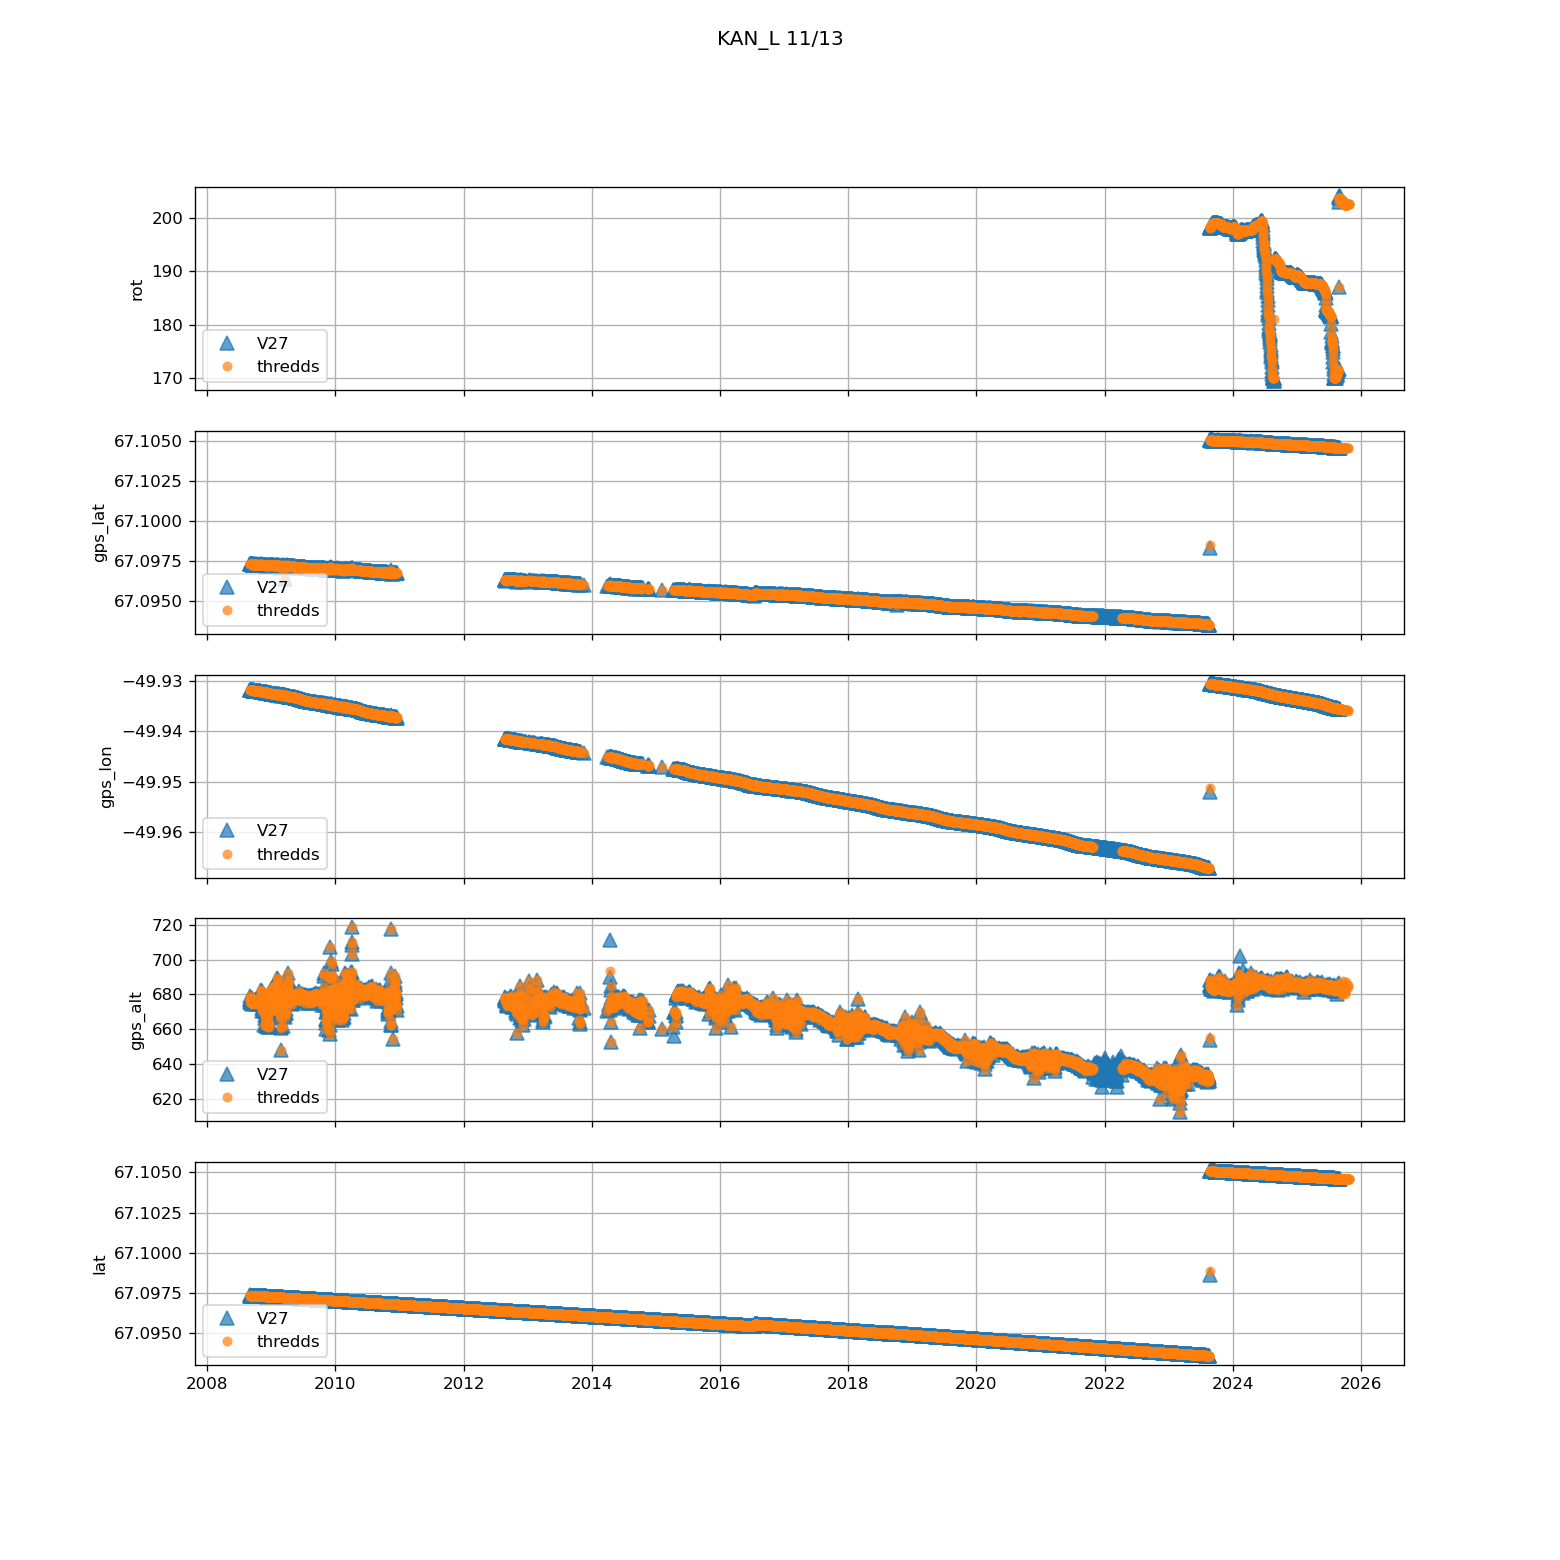 KAN_L 11/13
200
190
180
170
rot
V27
thredds
67.1050
67.1025
67.1000
67.0975
67.0950
gps_lat
V27
thredds
−49.93
−49.94
−49.95
−49.96
gps_lon
V27
thredds
720
700
680
660
640
620
gps_alt
V27
thredds
67.1050
67.1025
67.1000
67.0975
67.0950
lat
V27
thredds
2008 2010 2012 2014 2016 2018 2020 2022 2024 2026